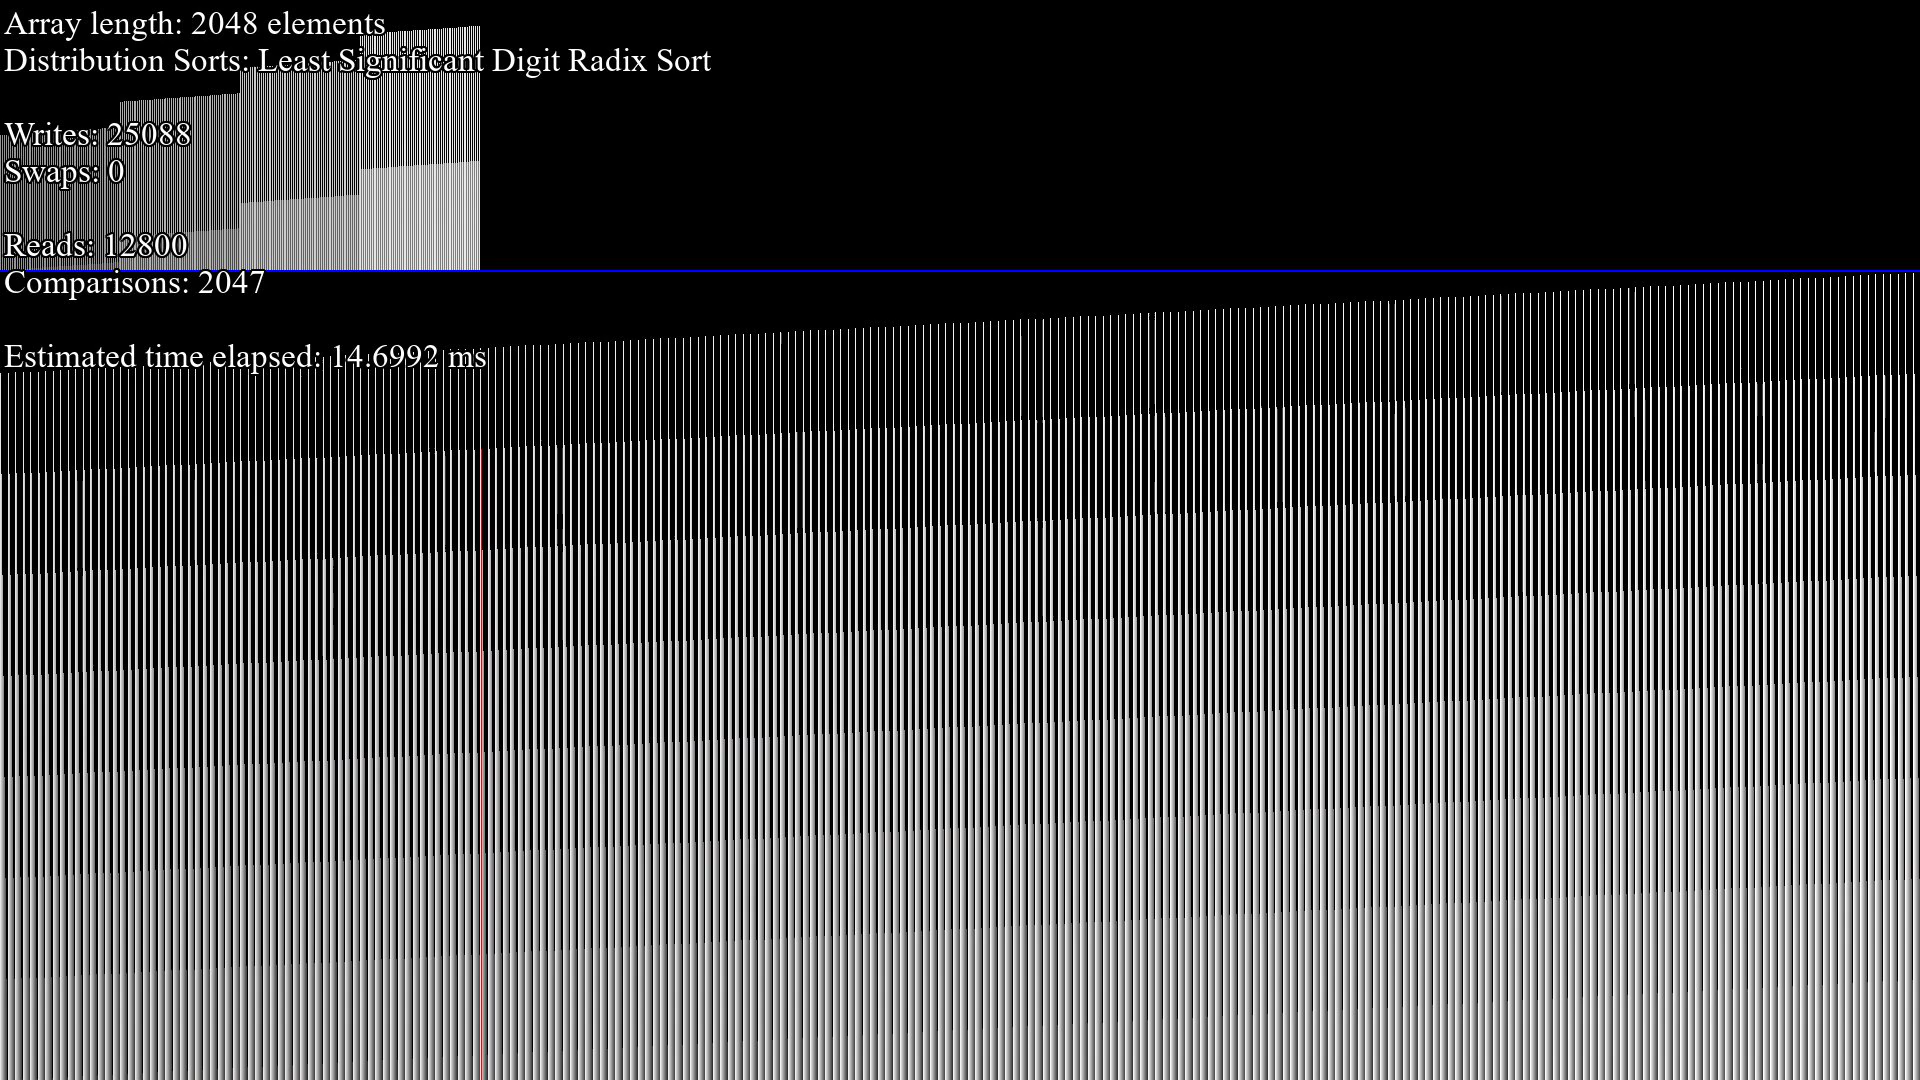 Array length: 2048 elements
Distribution Sorts: Least Significant Digit Radix Sort
Writes: 25088
Swaps: 0
Reads: 12800
Comparisons: 2047
Estimated time elapsed: 14.6992 ms